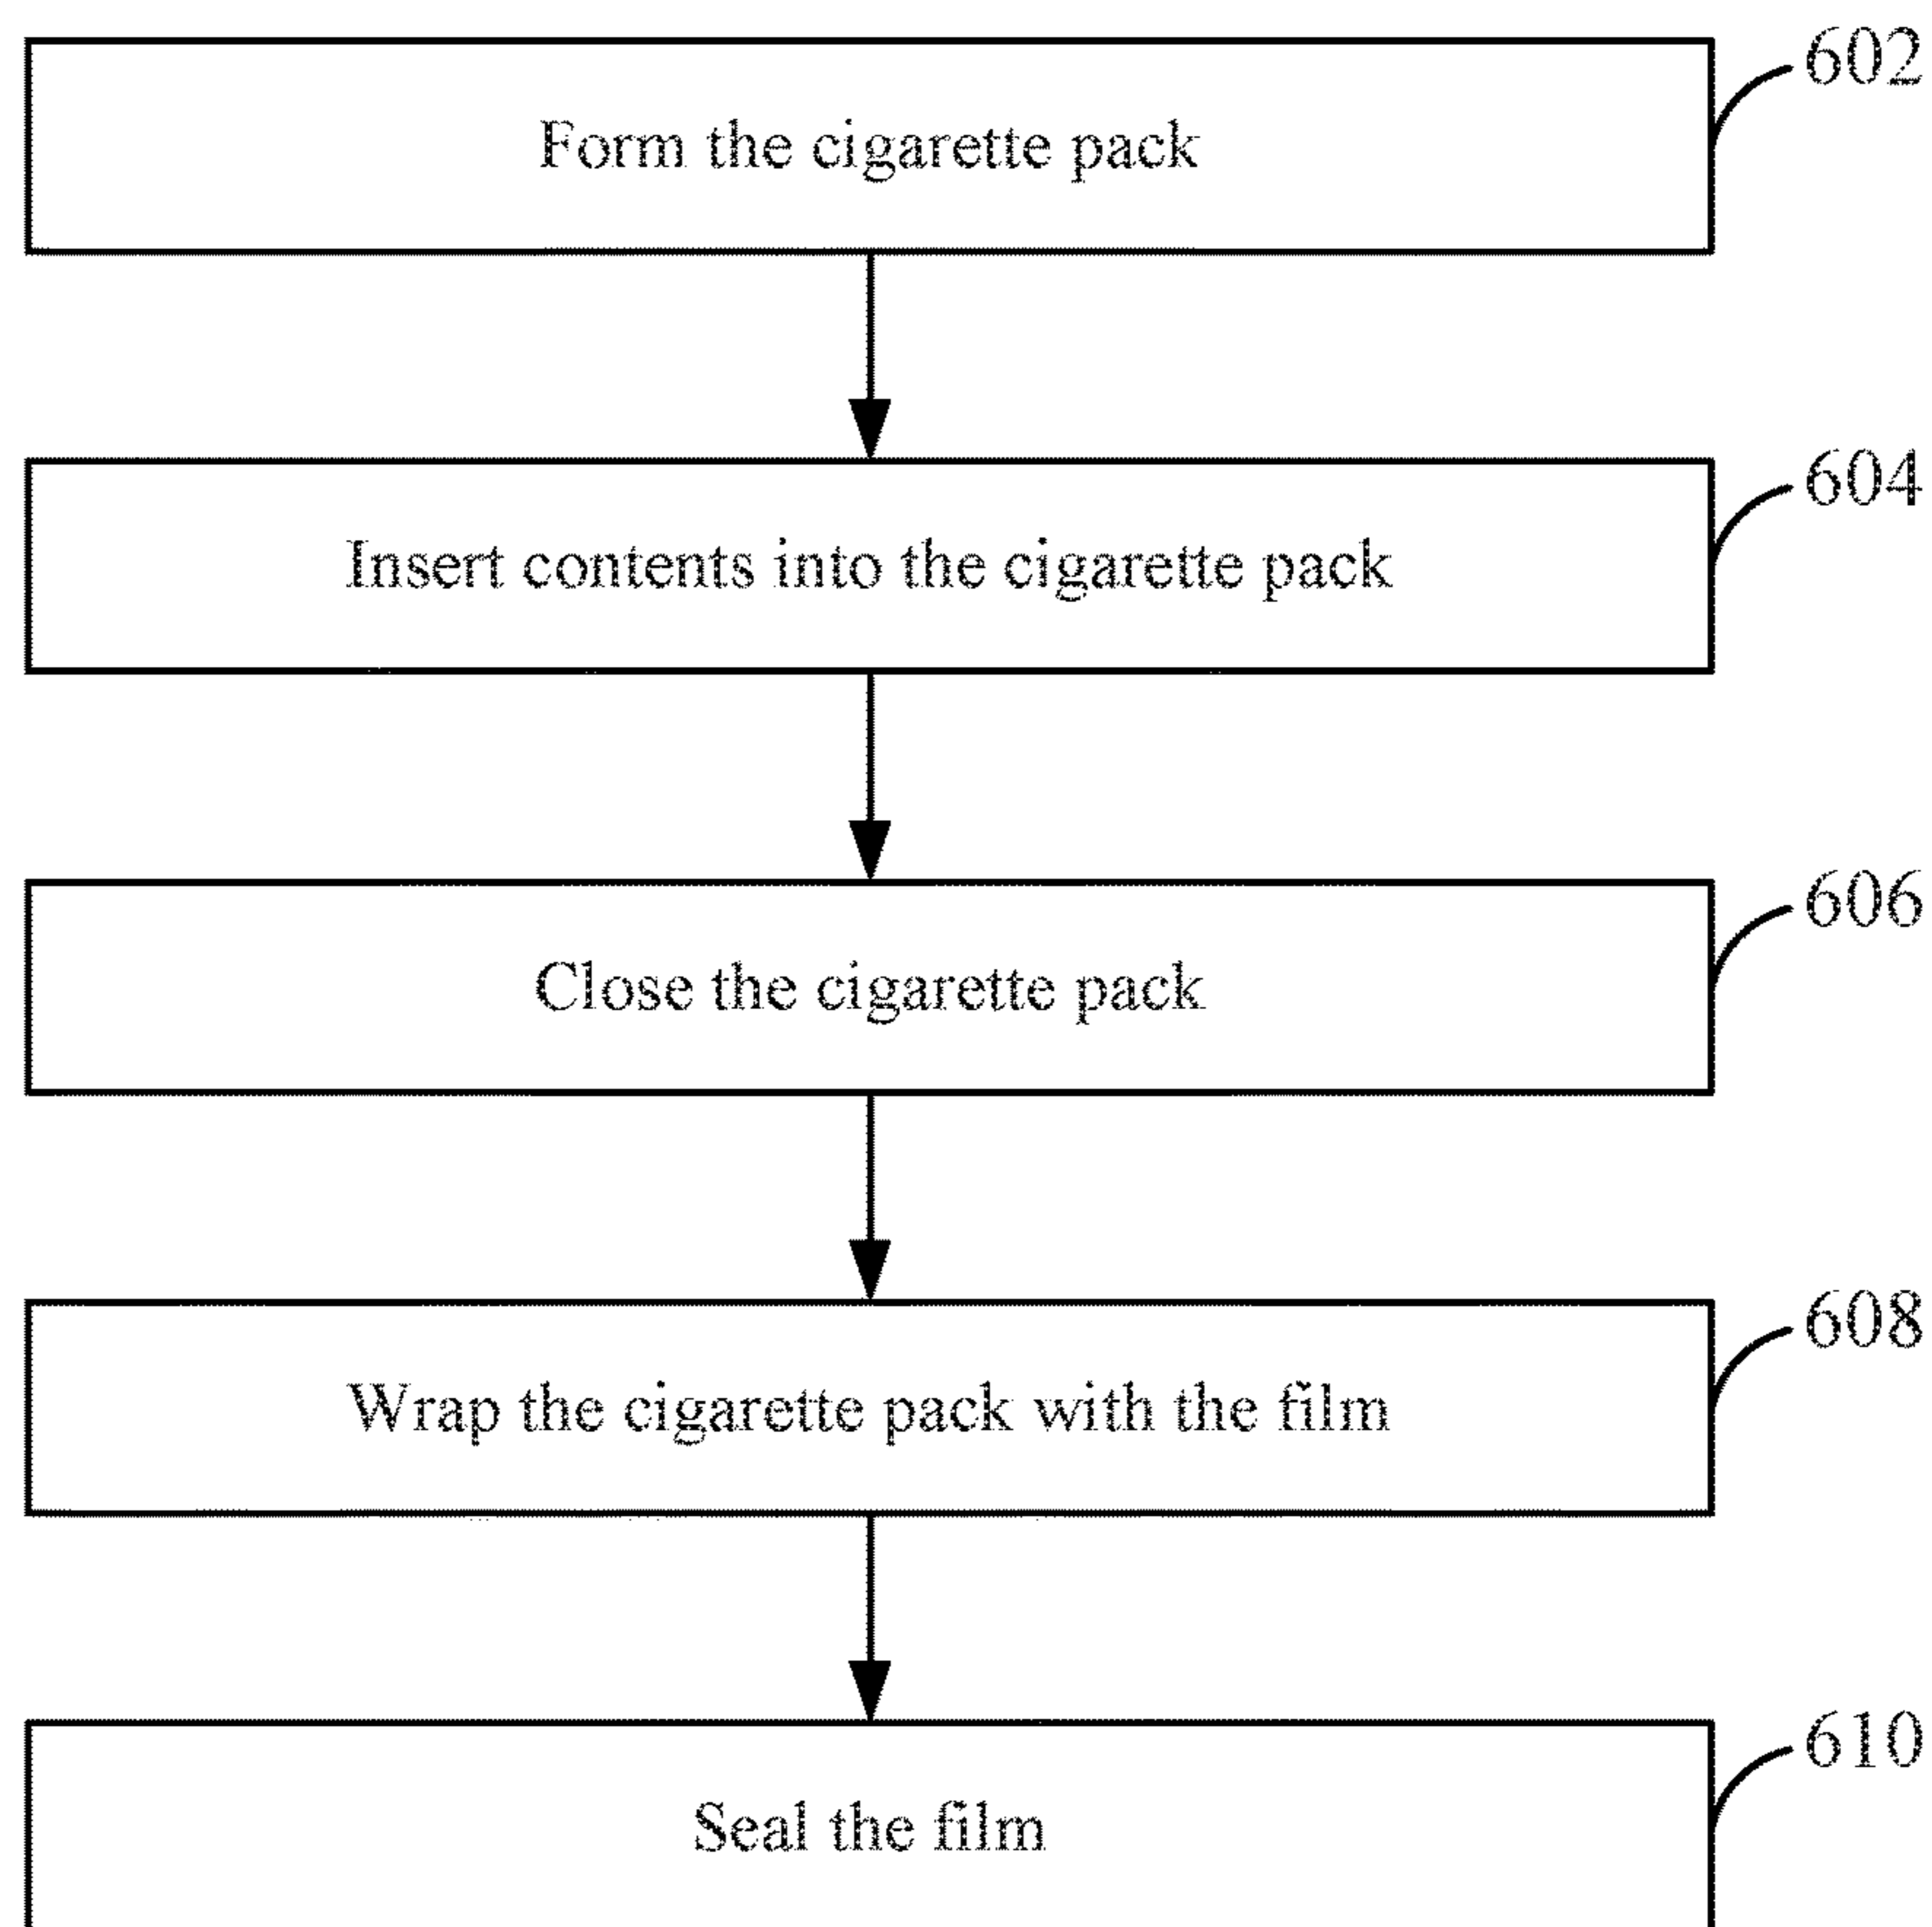 602
Form the cigarette pack
604
Insert contents into the cigarette pack
606
Close the cigarette pack
608
Wrap the cigarette pack with the film
610
Seal the film